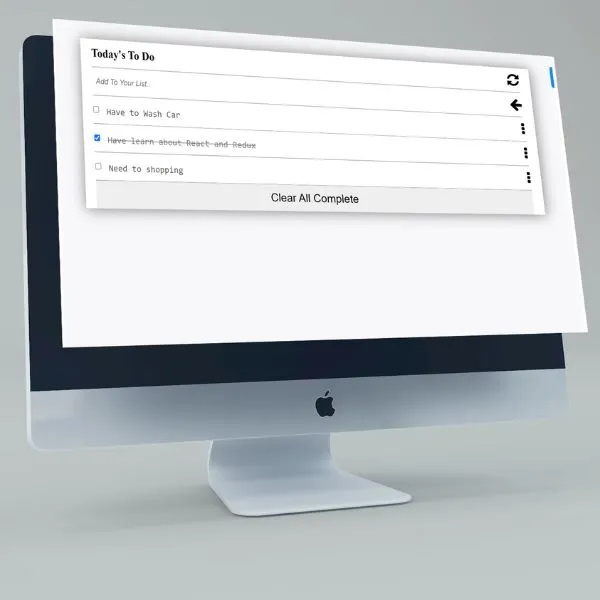 Today's To Do
Add To Your List..
Have to Wash Car
Have learn about React and Redux
Need to shopping
Clear All Complete